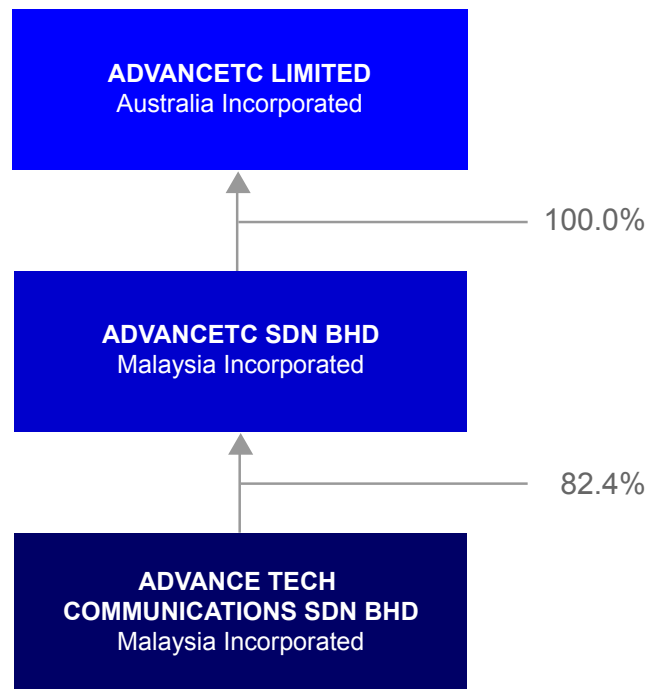 ADVANCETC LIMITED
Australia Incorporated
100.0%
ADVANCETC SDN BHD
Malaysia Incorporated
82.4%
ADVANCE TECH
COMMUNICATIONS SDN BHD
Malaysia Incorporated